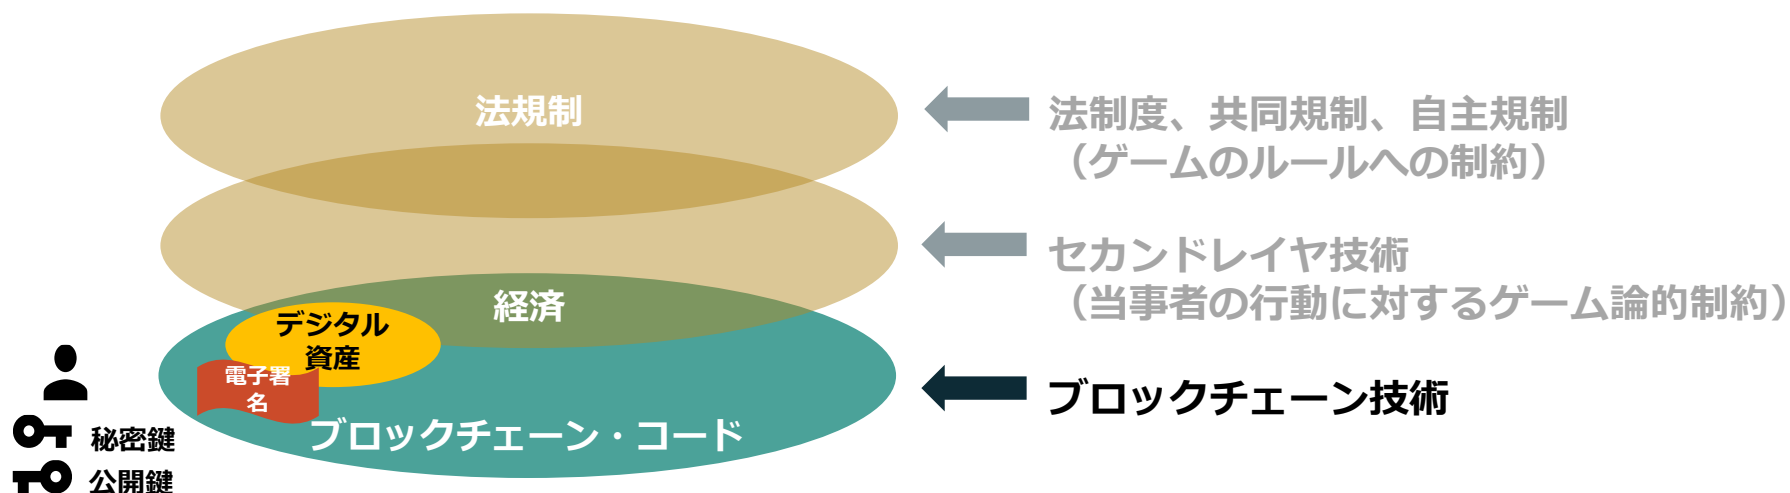 法規制
法制度、共同規制、自主規制
（ゲームのルールへの制約）
セカンドレイヤ技術
（当事者の行動に対するゲーム論的制約）
経済
デジタル
資産
電子署
名
ブロックチェーン技術
ブロックチェーン・コード
秘密鍵
公開鍵